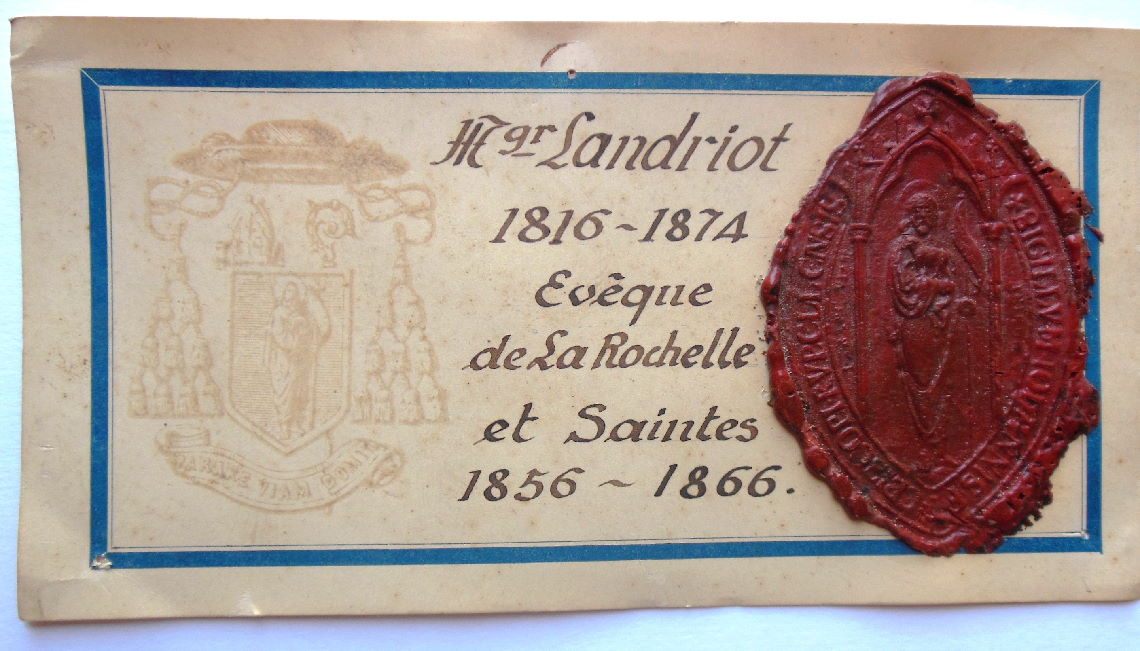 Mgr Landriot
1816 ~ 1874
Evêque
de La Rochelle
et Saintes
1856 ~ 1866.
PARATE VIAM DOMINI